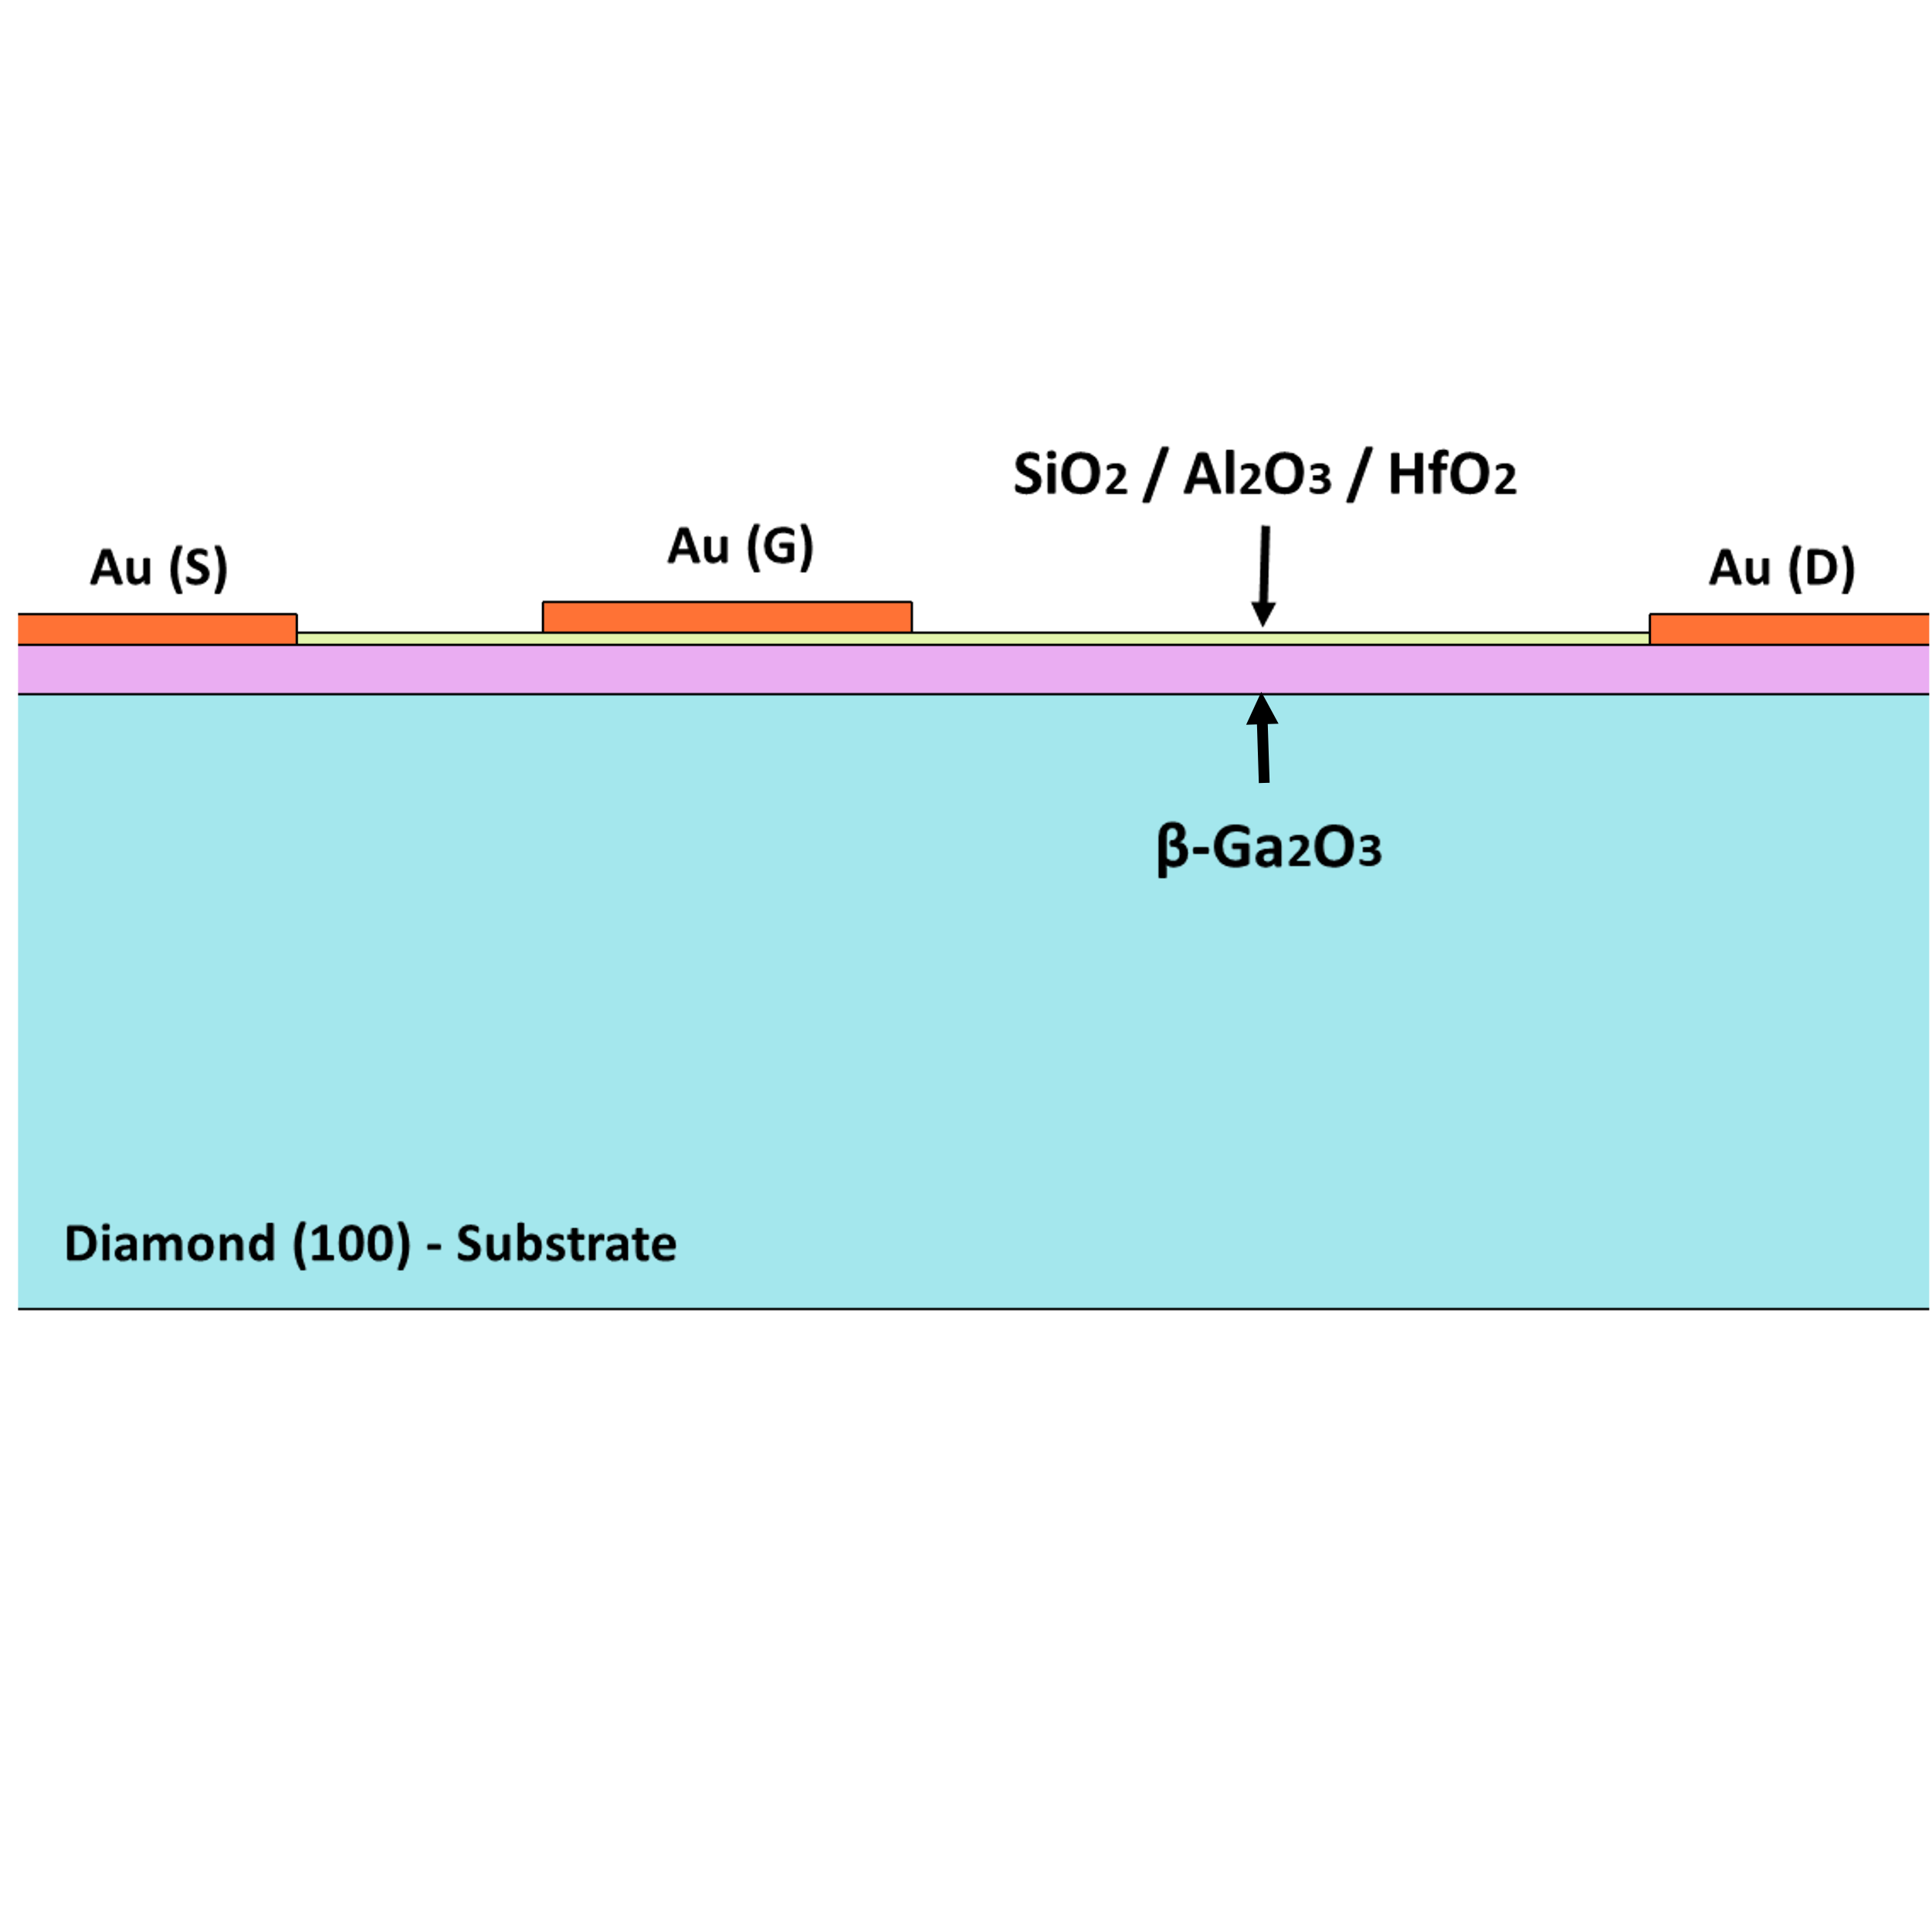 SiO2 / Al2O3 / HfO2
Au (S)
Au (G)
Au (D)
β-Ga2O3
Diamond (100) - Substrate